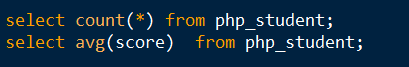 select count(*) from php_student;
select avg(score)  from php_student;